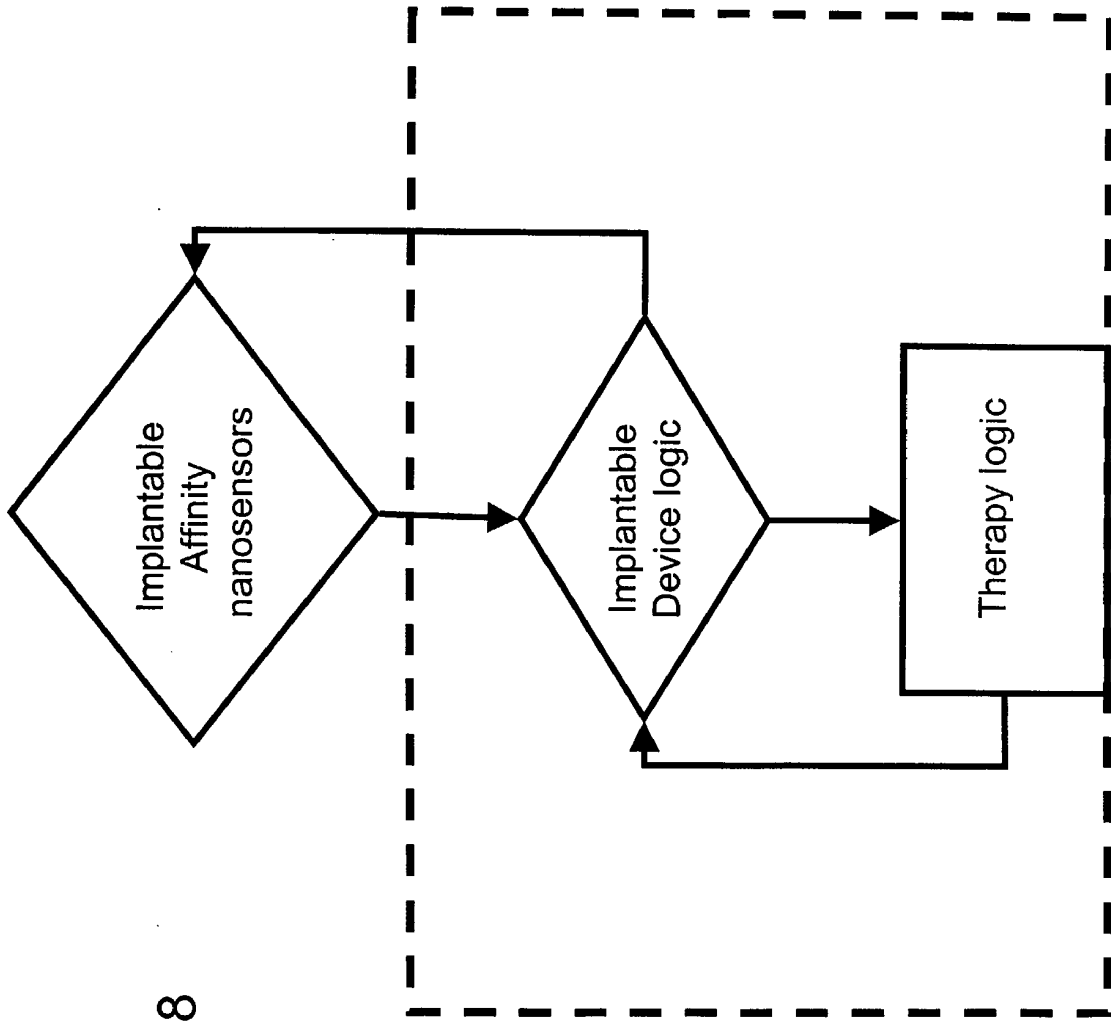 8
Implantable
Affinity
nanosensors
Implantable
Device logic
Therapy logic